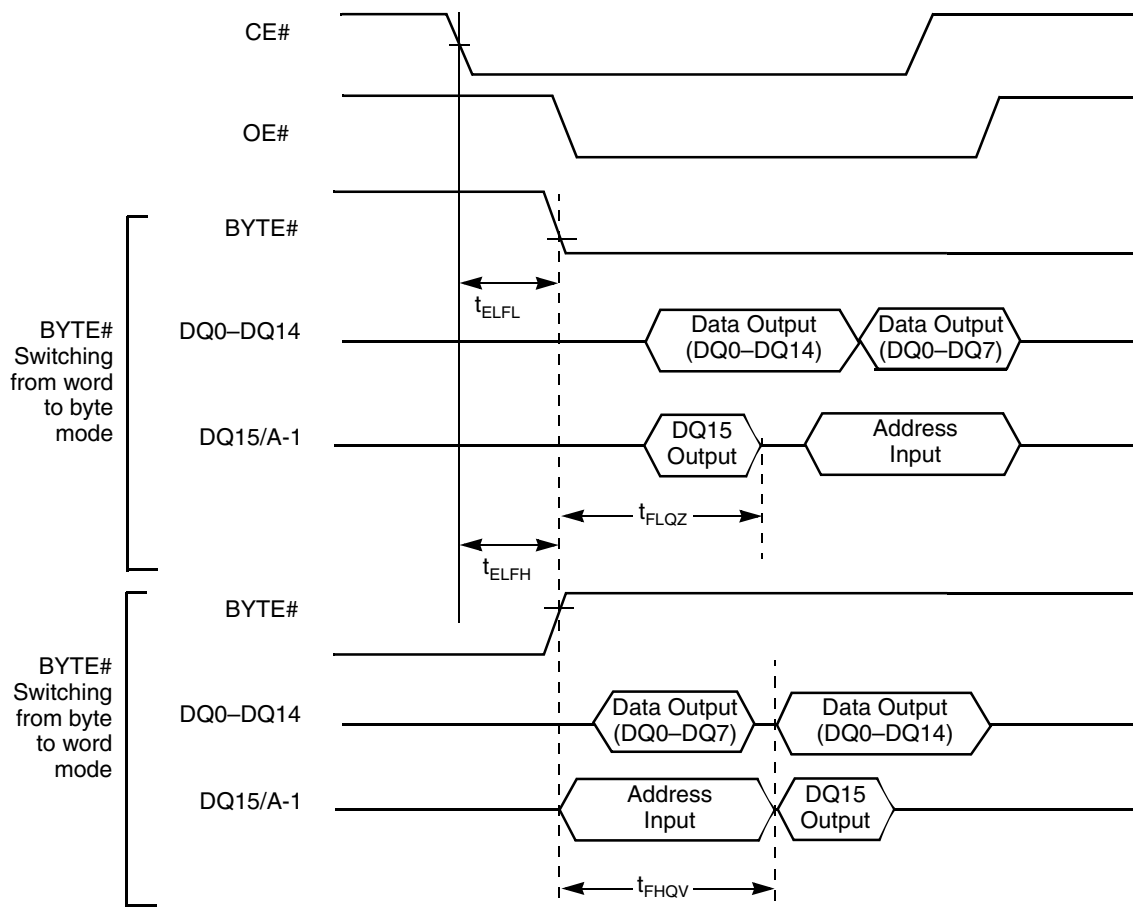 CE#
OE#
BYTE#
Switching
from word
to byte
mode
BYTE#
tELFL
DQ0–DQ14
Data Output
(DQ0–DQ14)
Data Output
(DQ0–DQ7)
DQ15/A-1
DQ15
Output
Address
Input
tFLQZ
tELFH
BYTE#
Switching
from byte
to word
mode
BYTE#
DQ0–DQ14
Data Output
(DQ0–DQ7)
Data Output
(DQ0–DQ14)
DQ15/A-1
Address
Input
DQ15
Output
tFHQV